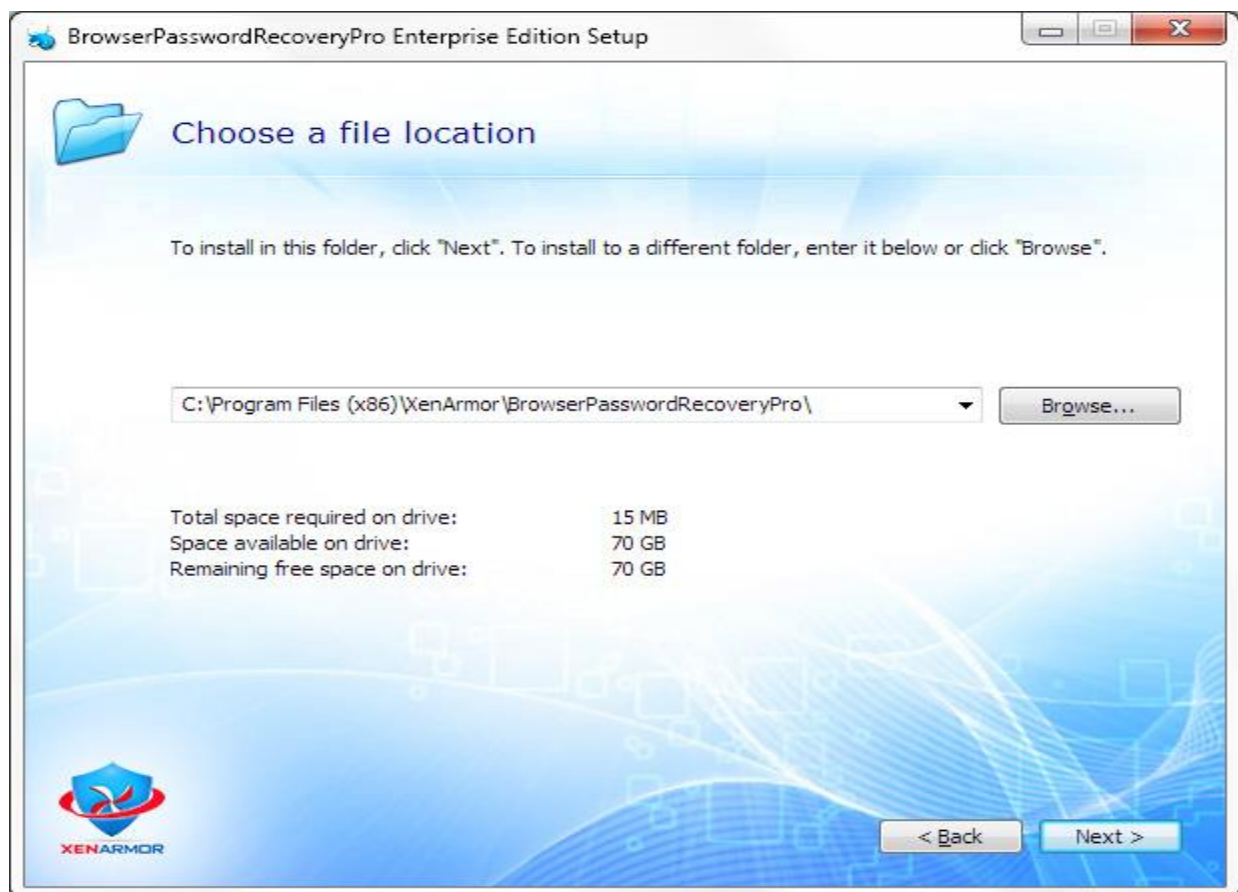 BrowserPasswordRecoveryPro Enterprise Edition Setup
Choose a file location
To install in this folder, click "Next". To install to a different folder, enter it below or click "Browse".
C:\Program Files (x86)\XenArmor\BrowserPasswordRecoveryPro\
Browse...
Total space required on drive: 15 MB
Space available on drive: 70 GB
Remaining free space on drive: 70 GB
XENARMOR
< Back
Next >